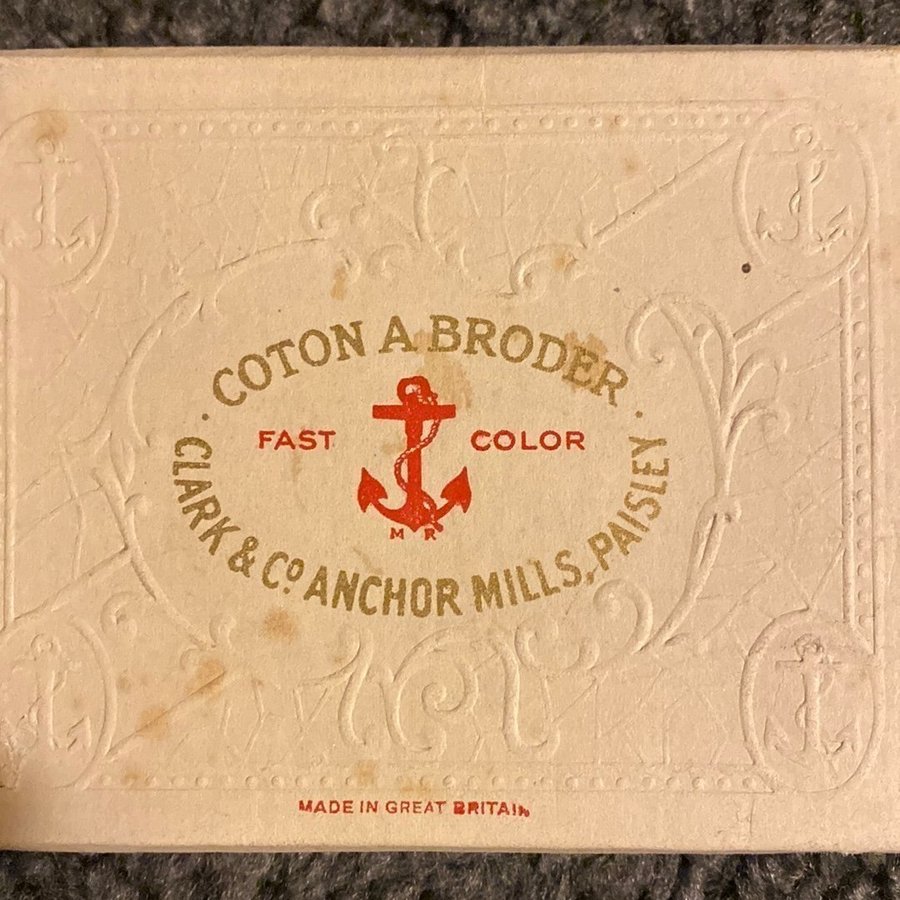 COTON A BRODER
FAST COLOR
M R
CLARK & Co ANCHOR MILLS, PAISLEY
MADE IN GREAT BRITAIN